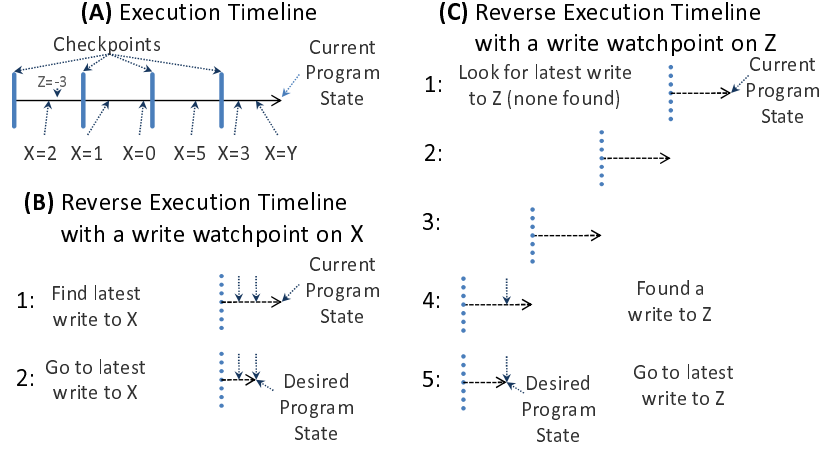 (A) Execution Timeline
Checkpoints
Current
Program
State
Z=-3
X=2 X=1 X=0 X=5 X=3 X=Y
(B) Reverse Execution Timeline
with a write watchpoint on X
1: Find latest
write to X
Current
Program
State
2: Go to latest
write to X
Desired
Program
State
(C) Reverse Execution Timeline
with a write watchpoint on Z
1: Look for latest write
to Z (none found)
Current
Program
State
2:
3:
4:
Found a
write to Z
5:
Desired
Program
State
Go to latest
write to Z